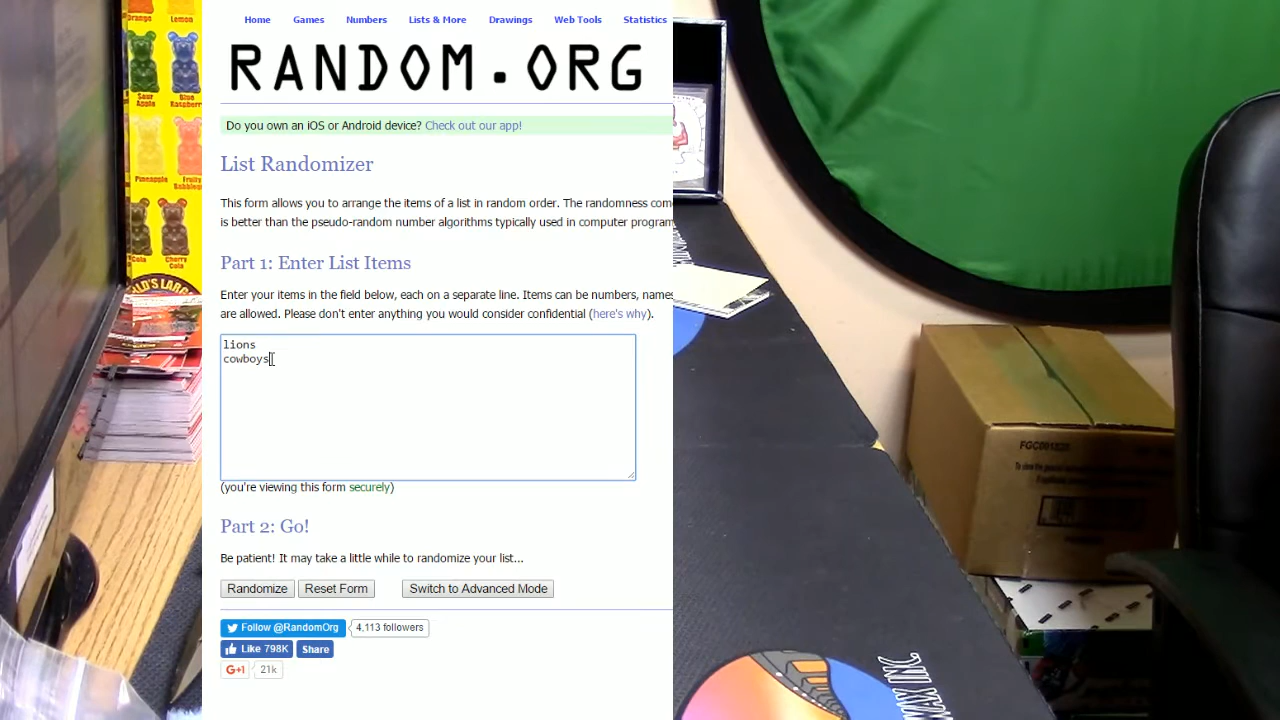 Home Games Numbers Lists & More Drawings Web Tools Statistics
RANDOM.ORG
Do you own an iOS or Android device? Check out our app!
List Randomizer
This form allows you to arrange the items of a list in random order. The randomness com
is better than the pseudo-random number algorithms typically used in computer program
Part 1: Enter List Items
Enter your items in the field below, each on a separate line. Items can be numbers, names
are allowed. Please don't enter anything you would consider confidential (here's why).
lions
cowboys
(you're viewing this form securely)
Part 2: Go!
Be patient! It may take a little while to randomize your list...
Randomize Reset Form Switch to Advanced Mode
Follow @RandomOrg 4,113 followers
Like 798K Share
G+1 21k
Orange Lemon
Sour Apple
Blue Raspberr
Pineapple
Fruity
Cola
Cherry Cola
LD'S LARG
WAX INC